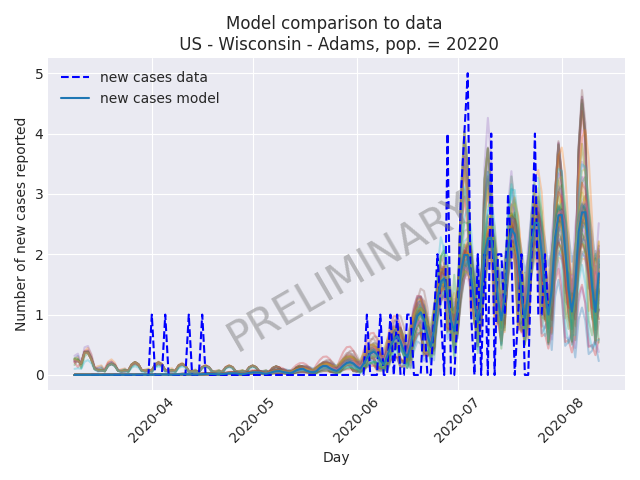 Model comparison to data
US - Wisconsin - Adams, pop. = 20220
5
4
3
2
1
0
Number of new cases reported
new cases data
new cases model
PRELIMINARY
2020-04
2020-05
2020-06
2020-07
2020-08
Day